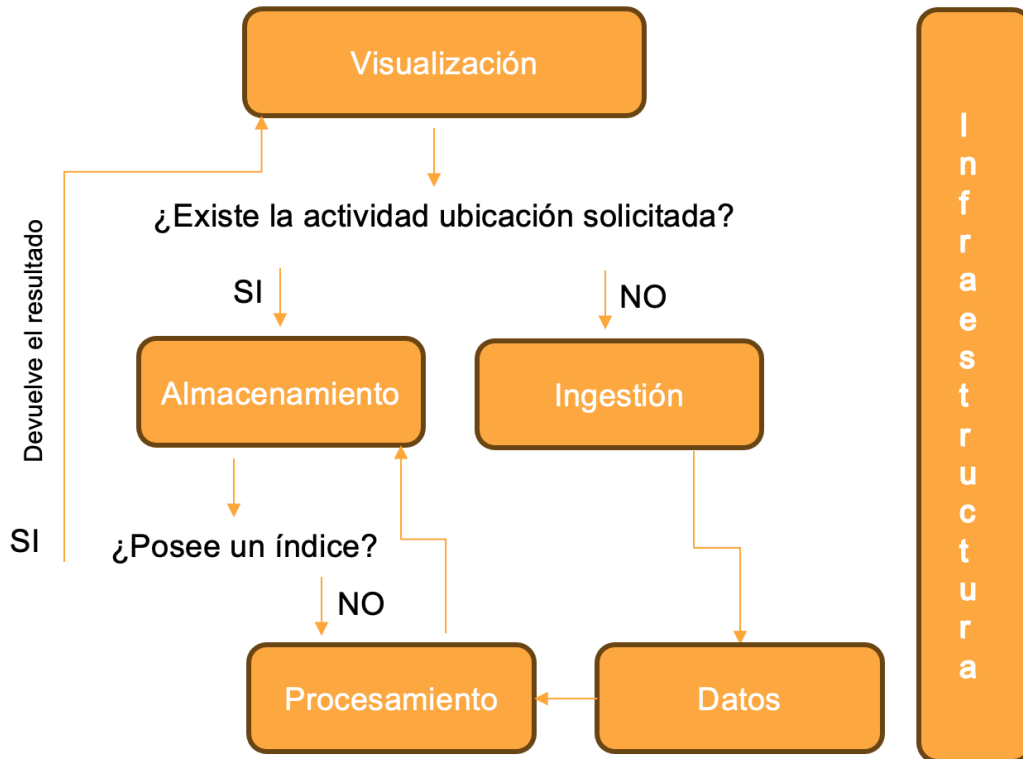 Visualización
¿Existe la actividad ubicación solicitada?
SI
NO
Devuelve el resultado
Almacenamiento
Ingestión
SI
¿Posee un índice?
NO
Procesamiento
Datos
Infraestructura